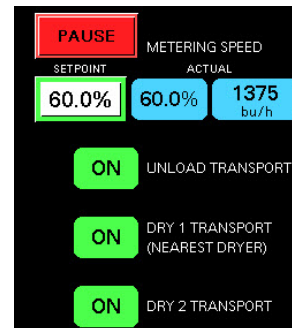 PAUSE
METERING SPEED
SETPOINT
ACTUAL
60.0%
60.0%
1375
bu/h
ON
UNLOAD TRANSPORT
ON
DRY 1 TRANSPORT
(NEAREST DRYER)
ON
DRY 2 TRANSPORT